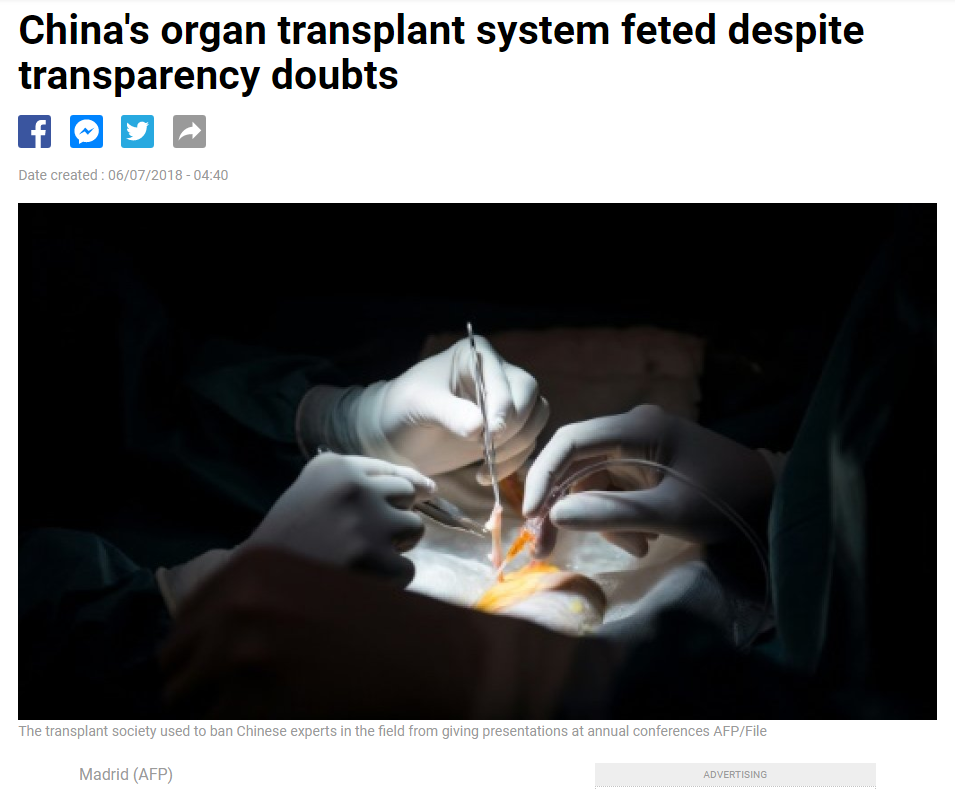 China's organ transplant system feted despite
transparency doubts
Date created : 06/07/2018 - 04:40
The transplant society used to ban Chinese experts in the field from giving presentations at annual conferences AFP/File
Madrid (AFP)
ADVERTISING